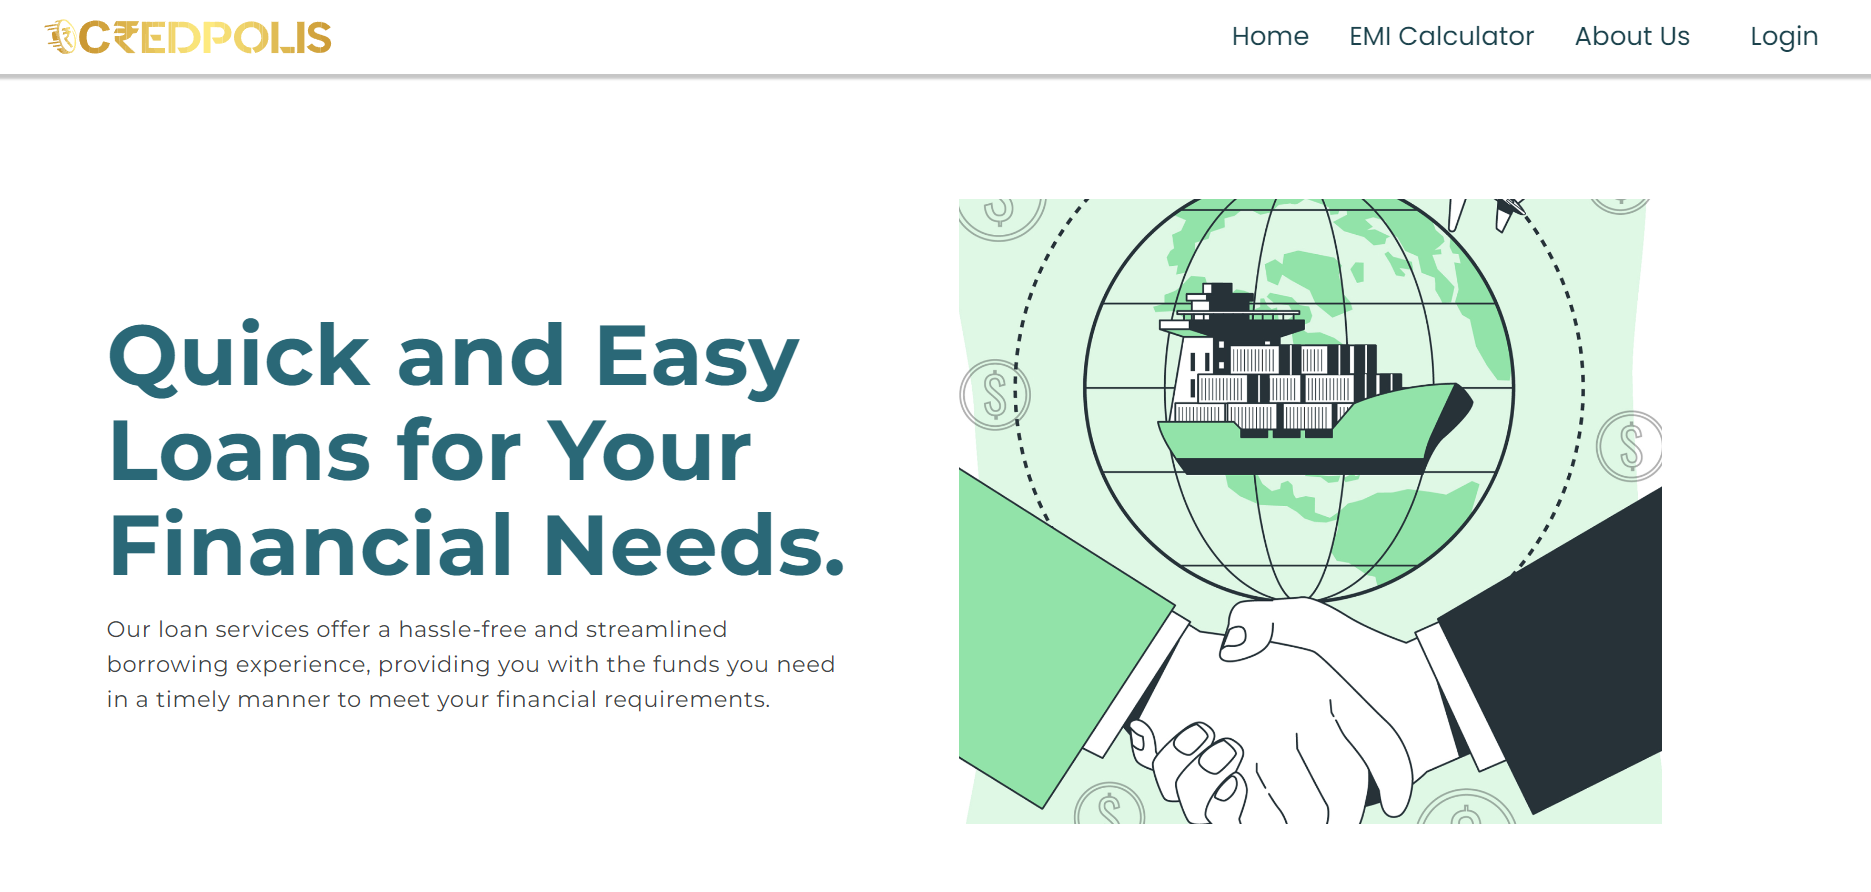 C₹EDPOLIS
Home EMI Calculator About Us Login
Quick and Easy
Loans for Your
Financial Needs.
Our loan services offer a hassle-free and streamlined
borrowing experience, providing you with the funds you need
in a timely manner to meet your financial requirements.